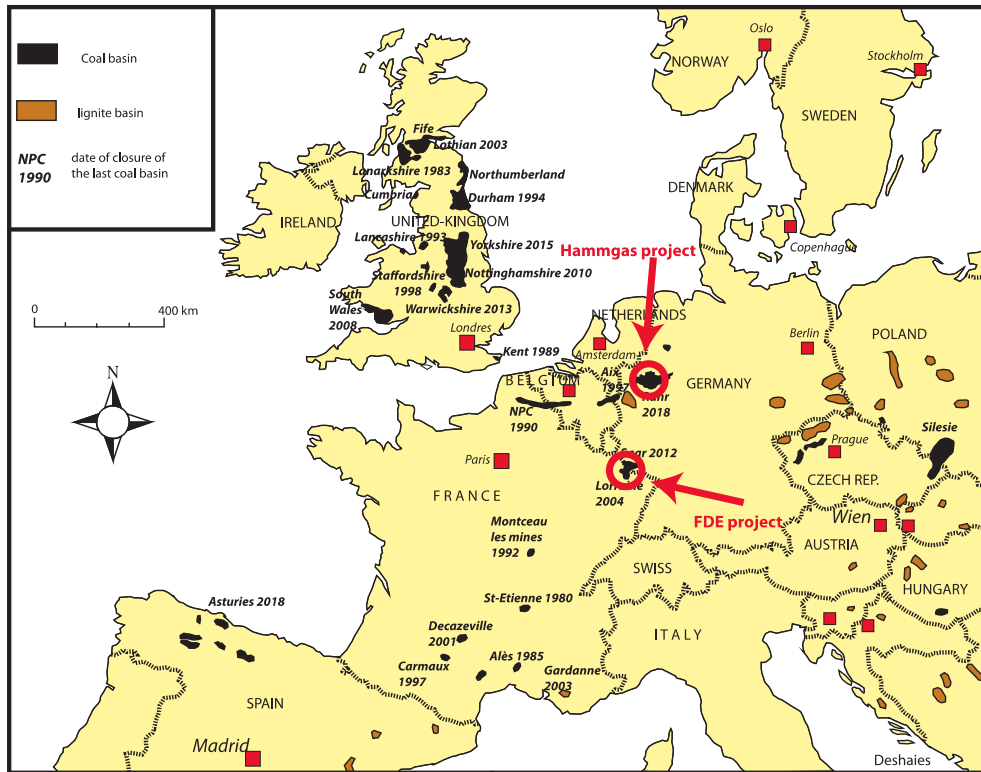 Coal basin
lignite basin
NPC
1990
date of closure of
the last coal basin
0
400 km
N
Oslo
NORWAY
Stockholm
SWEDEN
DENMARK
Copenhague
Fife
Lothian 2003
Lanarkshire 1983
Northumberland
Cumbria
Durham 1994
IRELAND
UNITED-KINGDOM
Lancashire 1993
Yorkshire 2015
Staffordshire
1998
Nottinghamshire 2010
South
Wales
2008
Warwickshire 2013
Londres
Kent 1989
Hammgas project
NETHERLANDS
Amsterdam
Berlin
POLAND
BELGIUM
Aix
1997
GERMANY
Ruhr
2018
NPC
1990
Prague
Silesie
CZECH REP.
Paris
Saar 2012
Lorraine
2004
FDE project
FRANCE
Wien
AUSTRIA
Montceau
les mines
1992
SWISS
HUNGARY
St-Etienne 1980
ITALY
Asturies 2018
Decazeville
2001
Carmaux
1997
Alès 1985
Gardanne
2003
SPAIN
Madrid
Deshaies